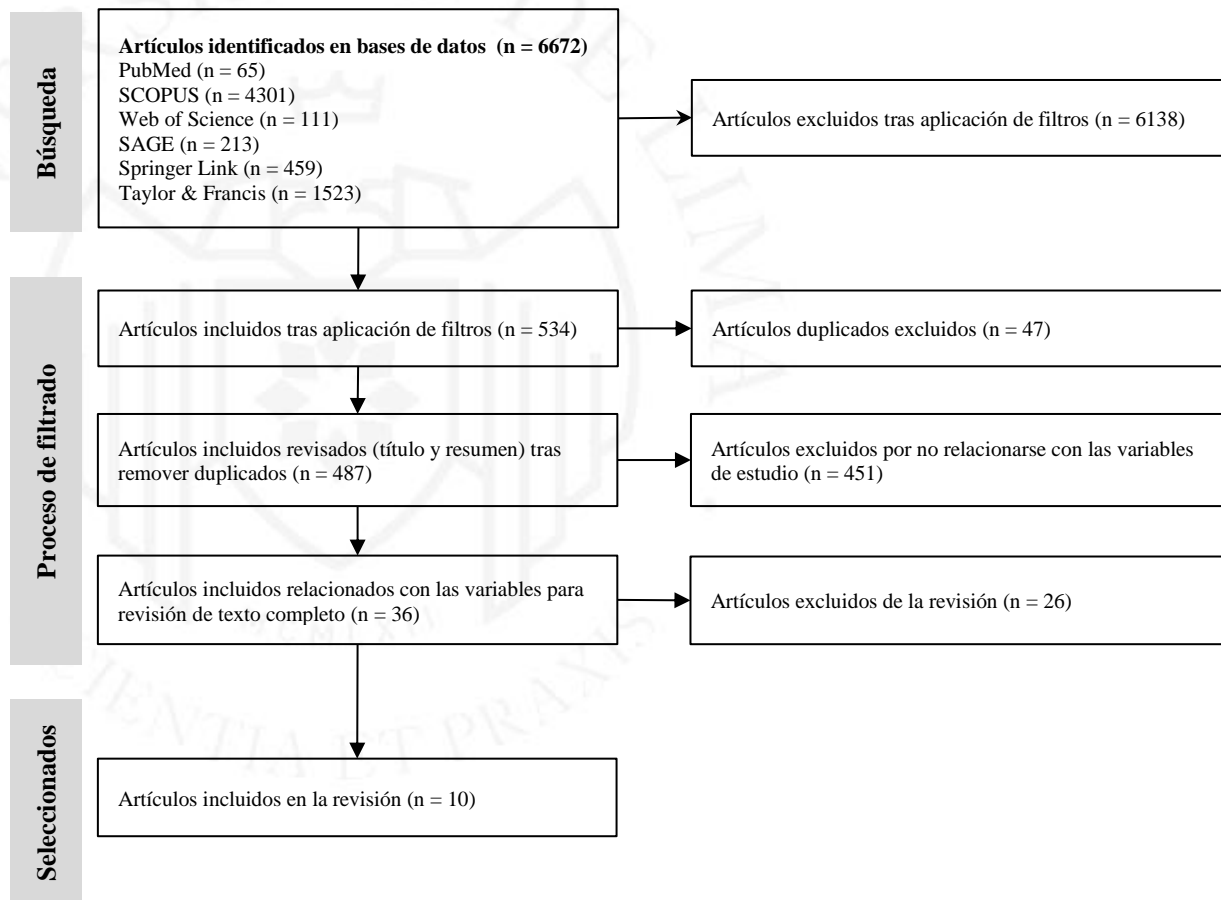 Búsqueda
Artículos identificados en bases de datos (n = 6672)
PubMed (n = 65)
SCOPUS (n = 4301)
Web of Science (n = 111)
SAGE (n = 213)
Springer Link (n = 459)
Taylor & Francis (n = 1523)
Artículos excluidos tras aplicación de filtros (n = 6138)
Proceso de filtrado
Artículos incluidos tras aplicación de filtros (n = 534)
Artículos duplicados excluidos (n = 47)
Artículos incluidos revisados (título y resumen) tras
remover duplicados (n = 487)
Artículos excluidos por no relacionarse con las variables
de estudio (n = 451)
Artículos incluidos relacionados con las variables para
revisión de texto completo (n = 36)
Artículos excluidos de la revisión (n = 26)
Seleccionados
Artículos incluidos en la revisión (n = 10)
DE LIMA
ET PRAXIS